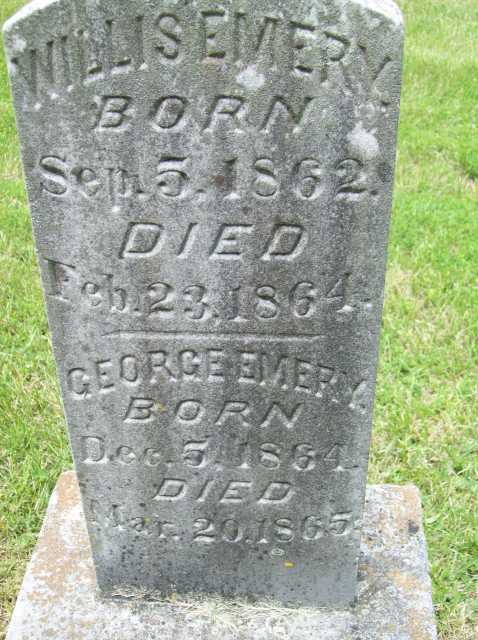 WILLIS EMERY
BORN
Sep. 5. 1862.
DIED
Feb. 23. 1864.
GEORGE EMERY.
BORN
Dec. 5. 1864.
DIED
Mar. 20. 1865.